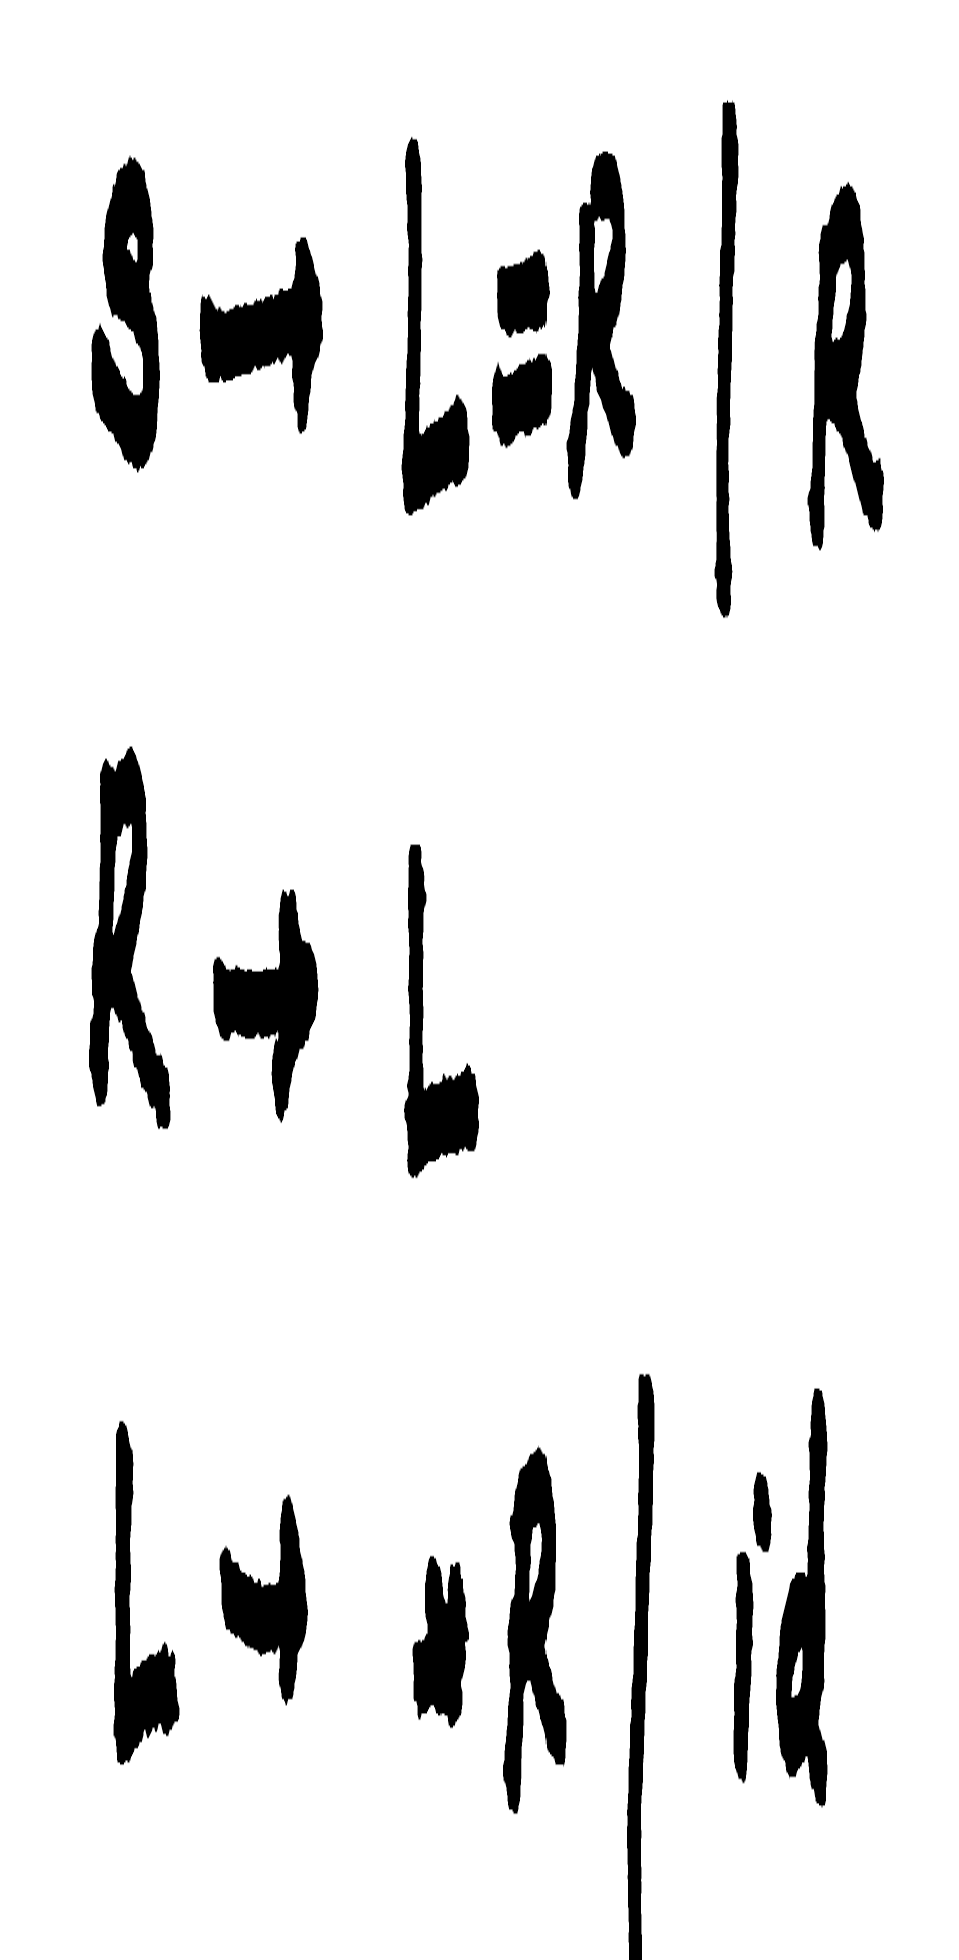 S → L = R | R
R → L
L → *R | id